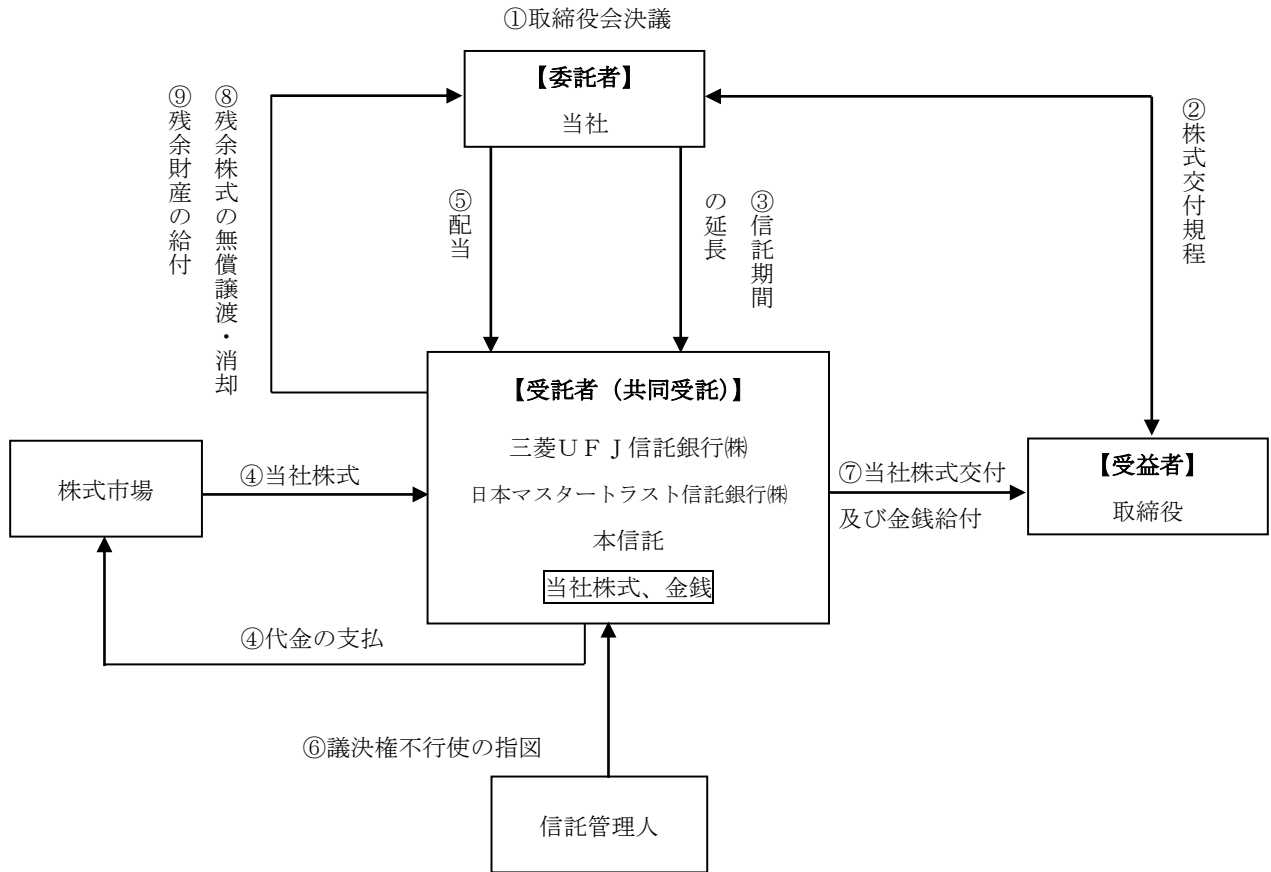 ①取締役会決議
【委託者】
当社
⑨残余財産の給付
⑧残余株式の無償譲渡・消却
⑤配当
③信託期間
の延長
②株式交付規程
【受託者（共同受託）】
三菱ＵＦＪ信託銀行㈱
日本マスタートラスト信託銀行㈱
本信託
当社株式、金銭
株式市場
④当社株式
④代金の支払
⑦当社株式交付
及び金銭給付
【受益者】
取締役
⑥議決権不行使の指図
信託管理人